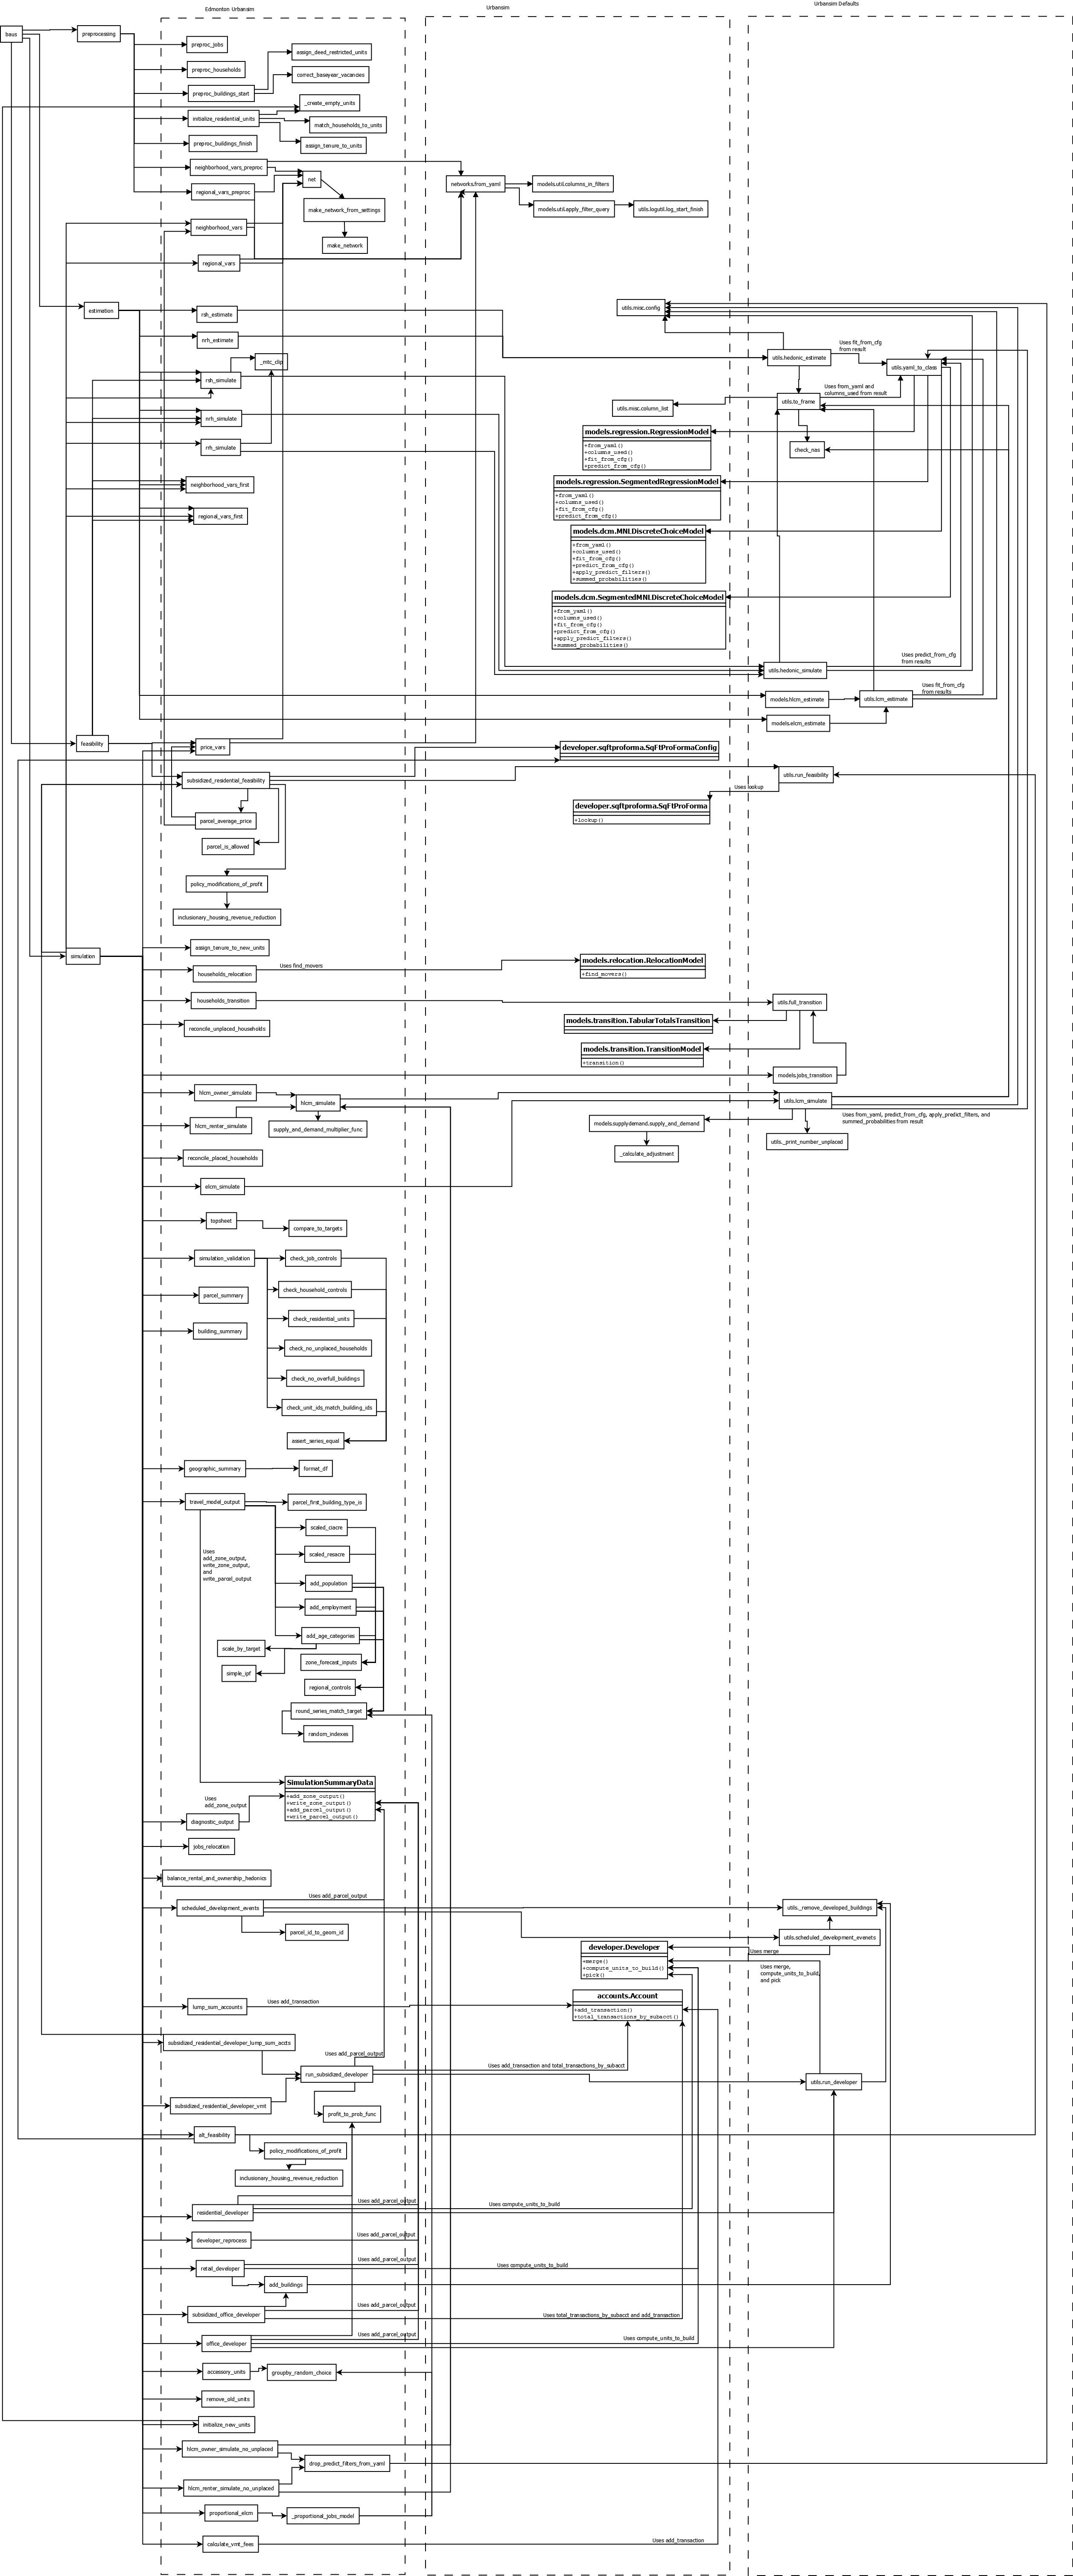 Edmonton Urbansim
Urbansim
Urbansim Defaults
baus
preprocessing
preproc_jobs
assign_deed_restricted_units
preproc_households
correct_baseyear_vacancies
preproc_buildings_start
_create_empty_units
initialize_residential_units
match_households_to_units
preproc_buildings_finish
assign_tenure_to_units
neighborhood_vars_preproc
net
networks.from_yaml
models.util.columns_in_filters
regional_vars_preproc
make_network_from_settings
models.util.apply_filter_query
utils.logutil.log_start_finish
neighborhood_vars
make_network
regional_vars
estimation
rsh_estimate
utils.misc.config
nrh_estimate
Uses fit_from_cfg
from result
utils.hedonic_estimate
_mtc_clip
utils.yaml_to_class
rsh_simulate
Uses from_yaml and
columns_used from result
utils.to_frame
utils.misc.column_list
nrh_simulate
models.regression.RegressionModel
+from_yaml()
+columns_used()
+fit_from_cfg()
+predict_from_cfg()
check_nas
rrh_simulate
models.regression.SegmentedRegressionModel
+from_yaml()
+columns_used()
+fit_from_cfg()
+predict_from_cfg()
neighborhood_vars_first
regional_vars_first
models.dcm.MNLDiscreteChoiceModel
+from_yaml()
+columns_used()
+fit_from_cfg()
+predict_from_cfg()
+apply_predict_filters()
+summed_probabilities()
models.dcm.SegmentedMNLDiscreteChoiceModel
+from_yaml()
+columns_used()
+fit_from_cfg()
+predict_from_cfg()
+apply_predict_filters()
+summed_probabilities()
Uses predict_from_cfg
from results
utils.hedonic_simulate
Uses fit_from_cfg
from results
models.hlcm_estimate
utils.lcm_estimate
models.elcm_estimate
feasibility
price_vars
developer.sqftproforma.SqFtProFormaConfig
subsidized_residential_feasibility
utils.run_feasibility
Uses lookup
developer.sqftproforma.SqFtProForma
+lookup()
parcel_average_price
parcel_is_allowed
policy_modifications_of_profit
inclusionary_housing_revenue_reduction
simulation
assign_tenure_to_new_units
households_relocation
Uses find_movers
models.relocation.RelocationModel
+find_movers()
households_transition
utils.full_transition
reconcile_unplaced_households
models.transition.TabularTotalsTransition
models.transition.TransitionModel
+transition()
models.jobs_transition
hlcm_owner_simulate
hlcm_simulate
utils.lcm_simulate
Uses from_yaml, predict_from_cfg, apply_predict_filters, and
summed_probabilities from result
hlcm_renter_simulate
supply_and_demand_multiplier_func
models.supplydemand.supply_and_demand
utils._print_number_unplaced
_calculate_adjustment
reconcile_placed_households
elcm_simulate
topsheet
compare_to_targets
simulation_validation
check_job_controls
check_household_controls
parcel_summary
check_residential_units
building_summary
check_no_unplaced_households
check_no_overfull_buildings
check_unit_ids_match_building_ids
assert_series_equal
geographic_summary
format_df
travel_model_output
parcel_first_building_type_is
scaled_ciacre
Uses
add_zone_output,
write_zone_output,
and
write_parcel_output
scaled_resacre
add_population
add_employment
add_age_categories
scale_by_target
zone_forecast_inputs
simple_ipf
regional_controls
round_series_match_target
random_indexes
SimulationSummaryData
+add_zone_output()
+write_zone_output()
+add_parcel_output()
+write_parcel_output()
Uses
add_zone_output
diagnostic_output
jobs_relocation
balance_rental_and_ownership_hedonics
Uses add_parcel_output
scheduled_development_events
utils._remove_developed_buildings
parcel_id_to_geom_id
utils.scheduled_development_evenets
developer.Developer
+merge()
+compute_units_to_build()
+pick()
Uses merge
Uses merge,
compute_units_to_build,
and pick
accounts.Account
+add_transaction()
+total_transactions_by_subacct()
lump_sum_accounts
Uses add_transaction
subsidized_residential_developer_lump_sum_accts
Uses add_parcel_output
run_subsidized_developer
Uses add_transaction and total_transactions_by_subacct
utils.run_developer
subsidized_residential_developer_vmt
profit_to_prob_func
alt_feasibility
policy_modifications_of_profit
inclusionary_housing_revenue_reduction
Uses add_parcel_output
Uses compute_units_to_build
residential_developer
Uses add_parcel_output
developer_reprocess
Uses add_parcel_output
Uses compute_units_to_build
retail_developer
add_buildings
Uses add_parcel_output
subsidized_office_developer
Uses total_transactions_by_subacct and add_transaction
Uses add_parcel_output
Uses compute_units_to_build
office_developer
accessory_units
groupby_random_choice
remove_old_units
initialize_new_units
hlcm_owner_simulate_no_unplaced
drop_predict_filters_from_yaml
hlcm_renter_simulate_no_unplaced
proportional_elcm
_proportional_jobs_model
calculate_vmt_fees
Uses add_transaction